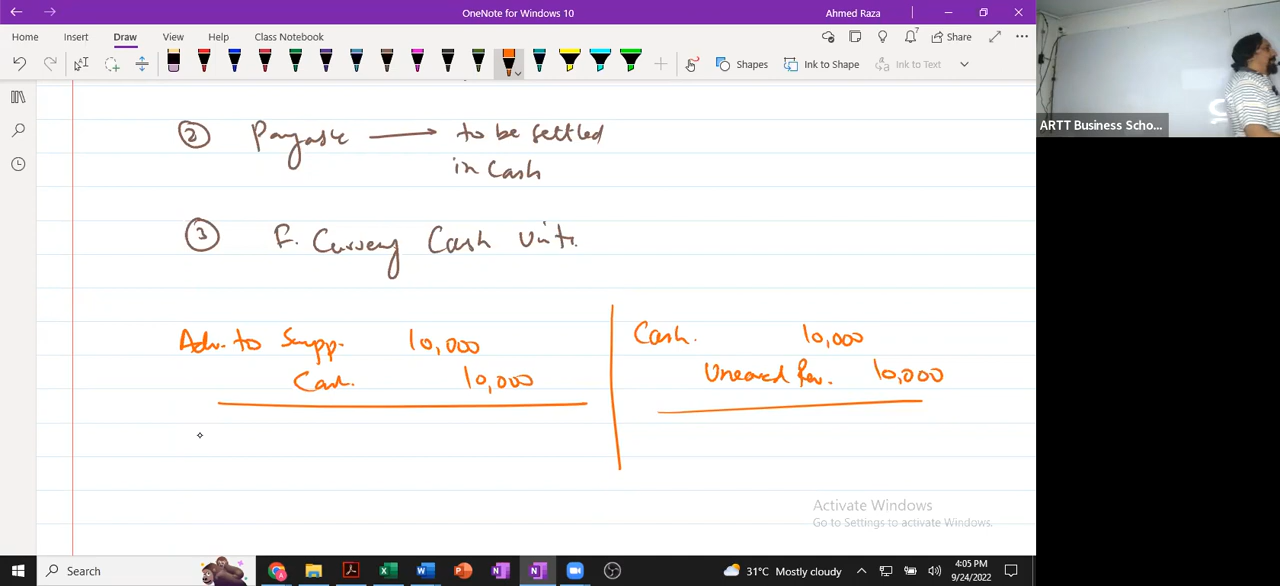 OneNote for Windows 10
Ahmed Raza
Home Insert Draw View Help Class Notebook
Share
Shapes Ink to Shape Ink to Text
ARTT Business Scho...
② Payable → to be settled
in Cash
③ F. Currency Cash Units.
Adv. to Supp. 10,000
Cash. 10,000
Cash. 10,000
Unearned Rev. 10,000
Activate Windows
Go to Settings to activate Windows.
Search
31°C Mostly cloudy
4:05 PM
9/24/2022